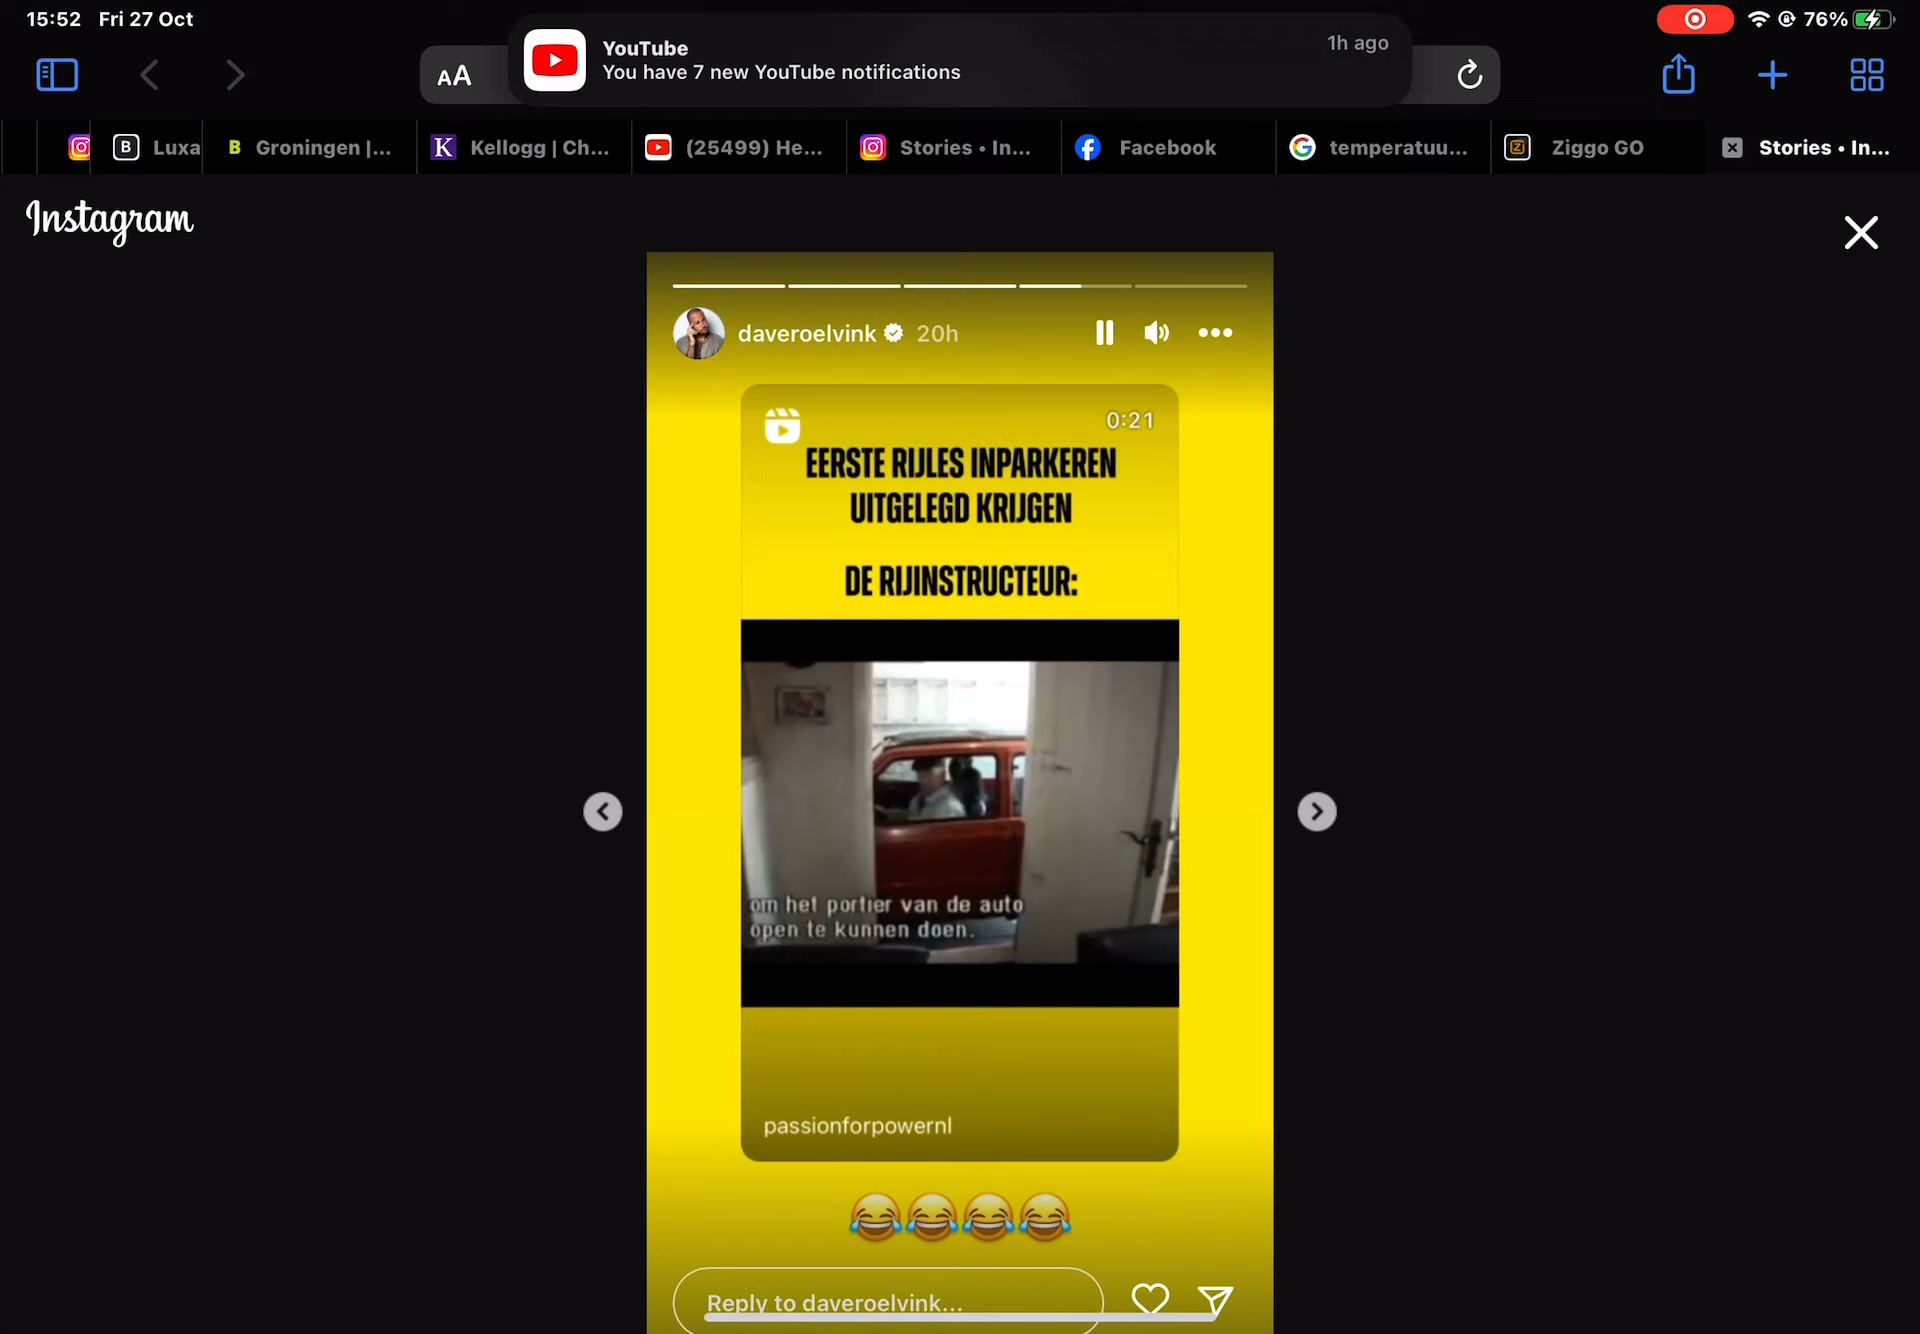 15:52 Fri 27 Oct
76%
YouTube
1h ago
You have 7 new YouTube notifications
AA
B Luxa
B Groningen |...
K Kellogg | Ch...
(25499) He...
Stories • In...
Facebook
temperatuu...
Ziggo GO
Stories • In...
Instagram
daveroelvink 20h
0:21
EERSTE RIJLES INPARKEREN
UITGELEGD KRIJGEN
DE RIJINSTRUCTEUR:
om het portier van de auto
open te kunnen doen.
passionforpowernl
Reply to daveroelvink...